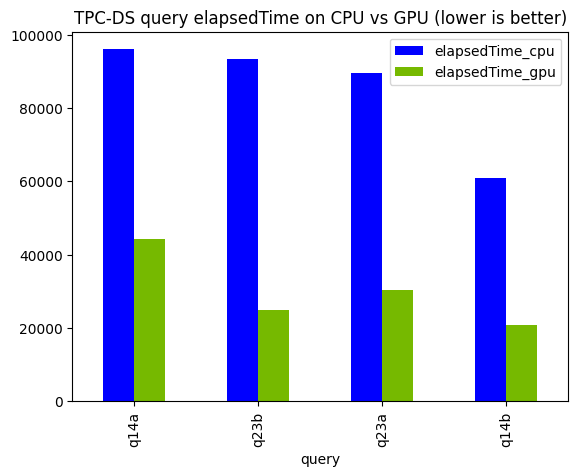 TPC-DS query elapsedTime on CPU vs GPU (lower is better)
100000
80000
60000
40000
20000
0
elapsedTime_cpu
elapsedTime_gpu
q14a
q23b
q23a
q14b
query